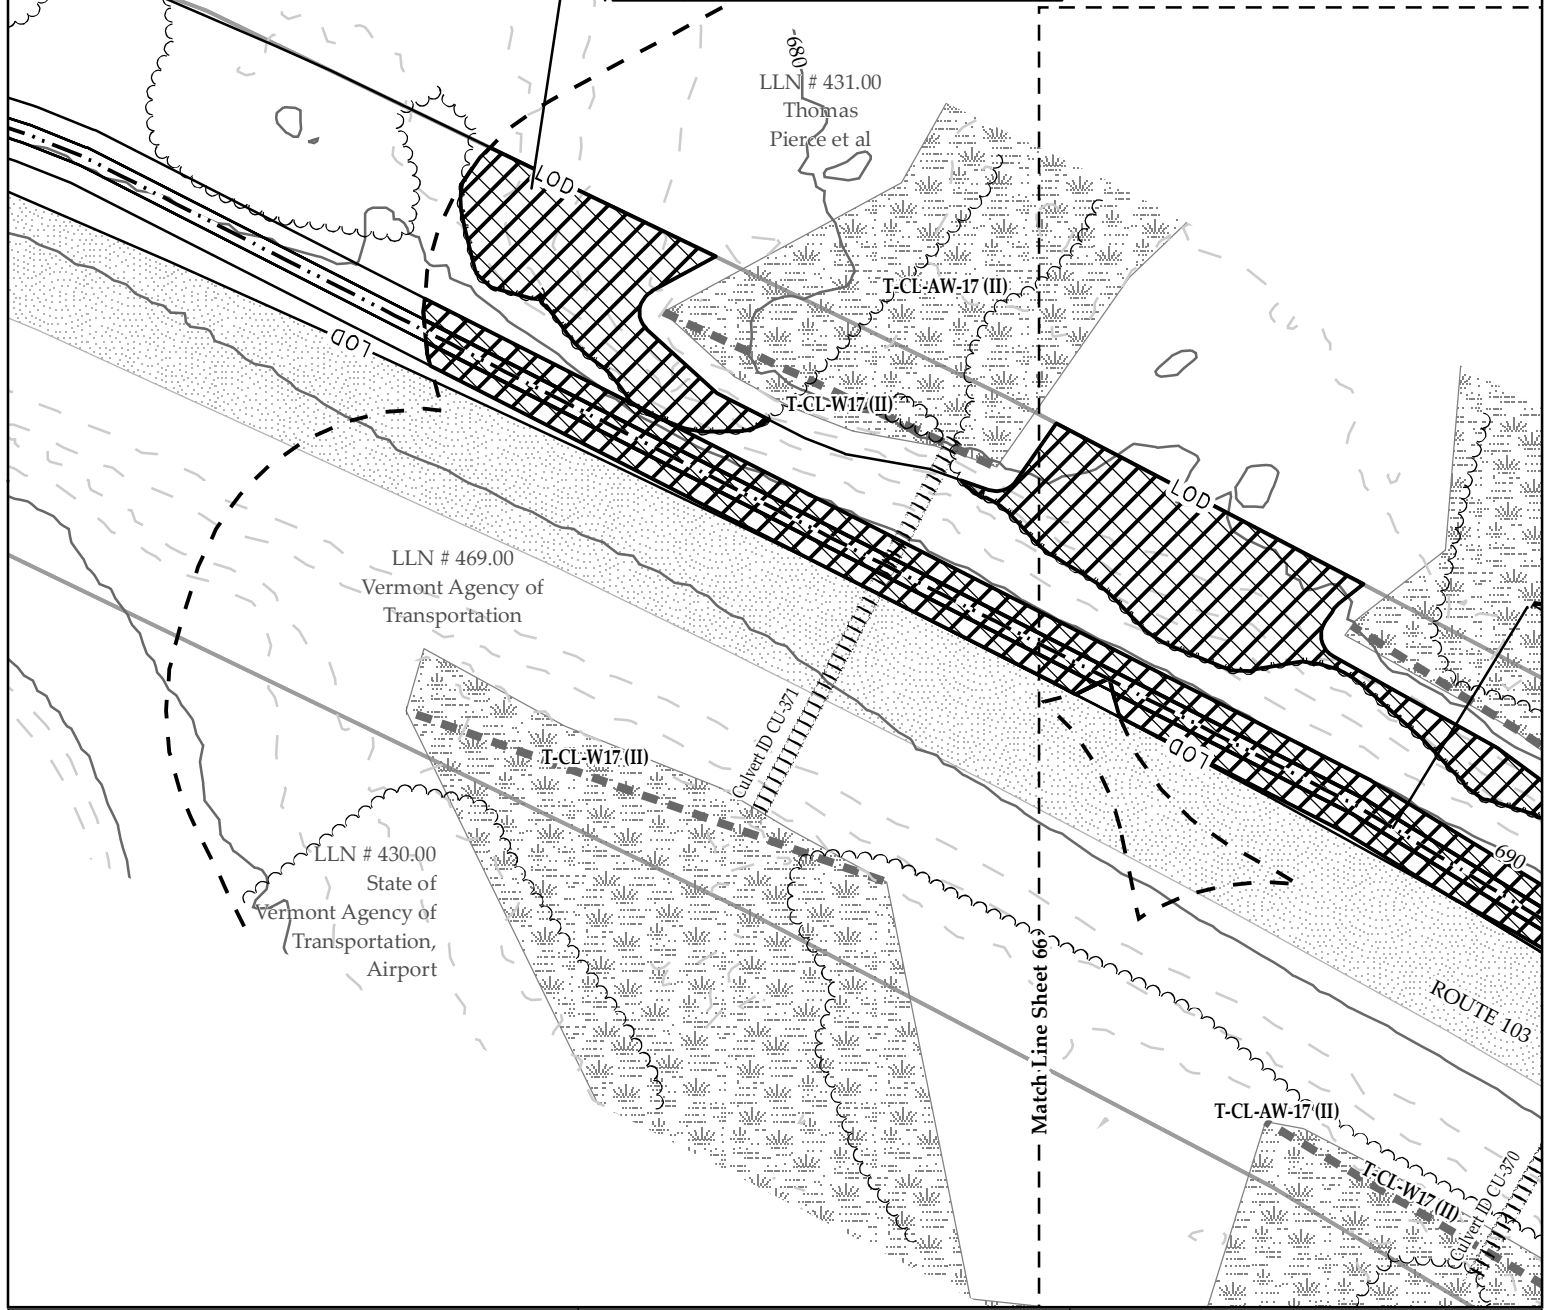 680
LLN # 431.00
Thomas
Pierce et al
LOD
T-CL-AW-17 (II)
LOD
T-CL-W17 (II)
LOD
LLN # 469.00
Vermont Agency of
Transportation
Culvert ID CU-371
T-CL-W17 (II)
LOD
690
LLN # 430.00
State of
Vermont Agency of
Transportation,
Airport
Match Line Sheet 66
ROUTE 103
T-CL-AW-17 (II)
T-CL-W17 (II)
Culvert ID CU-370